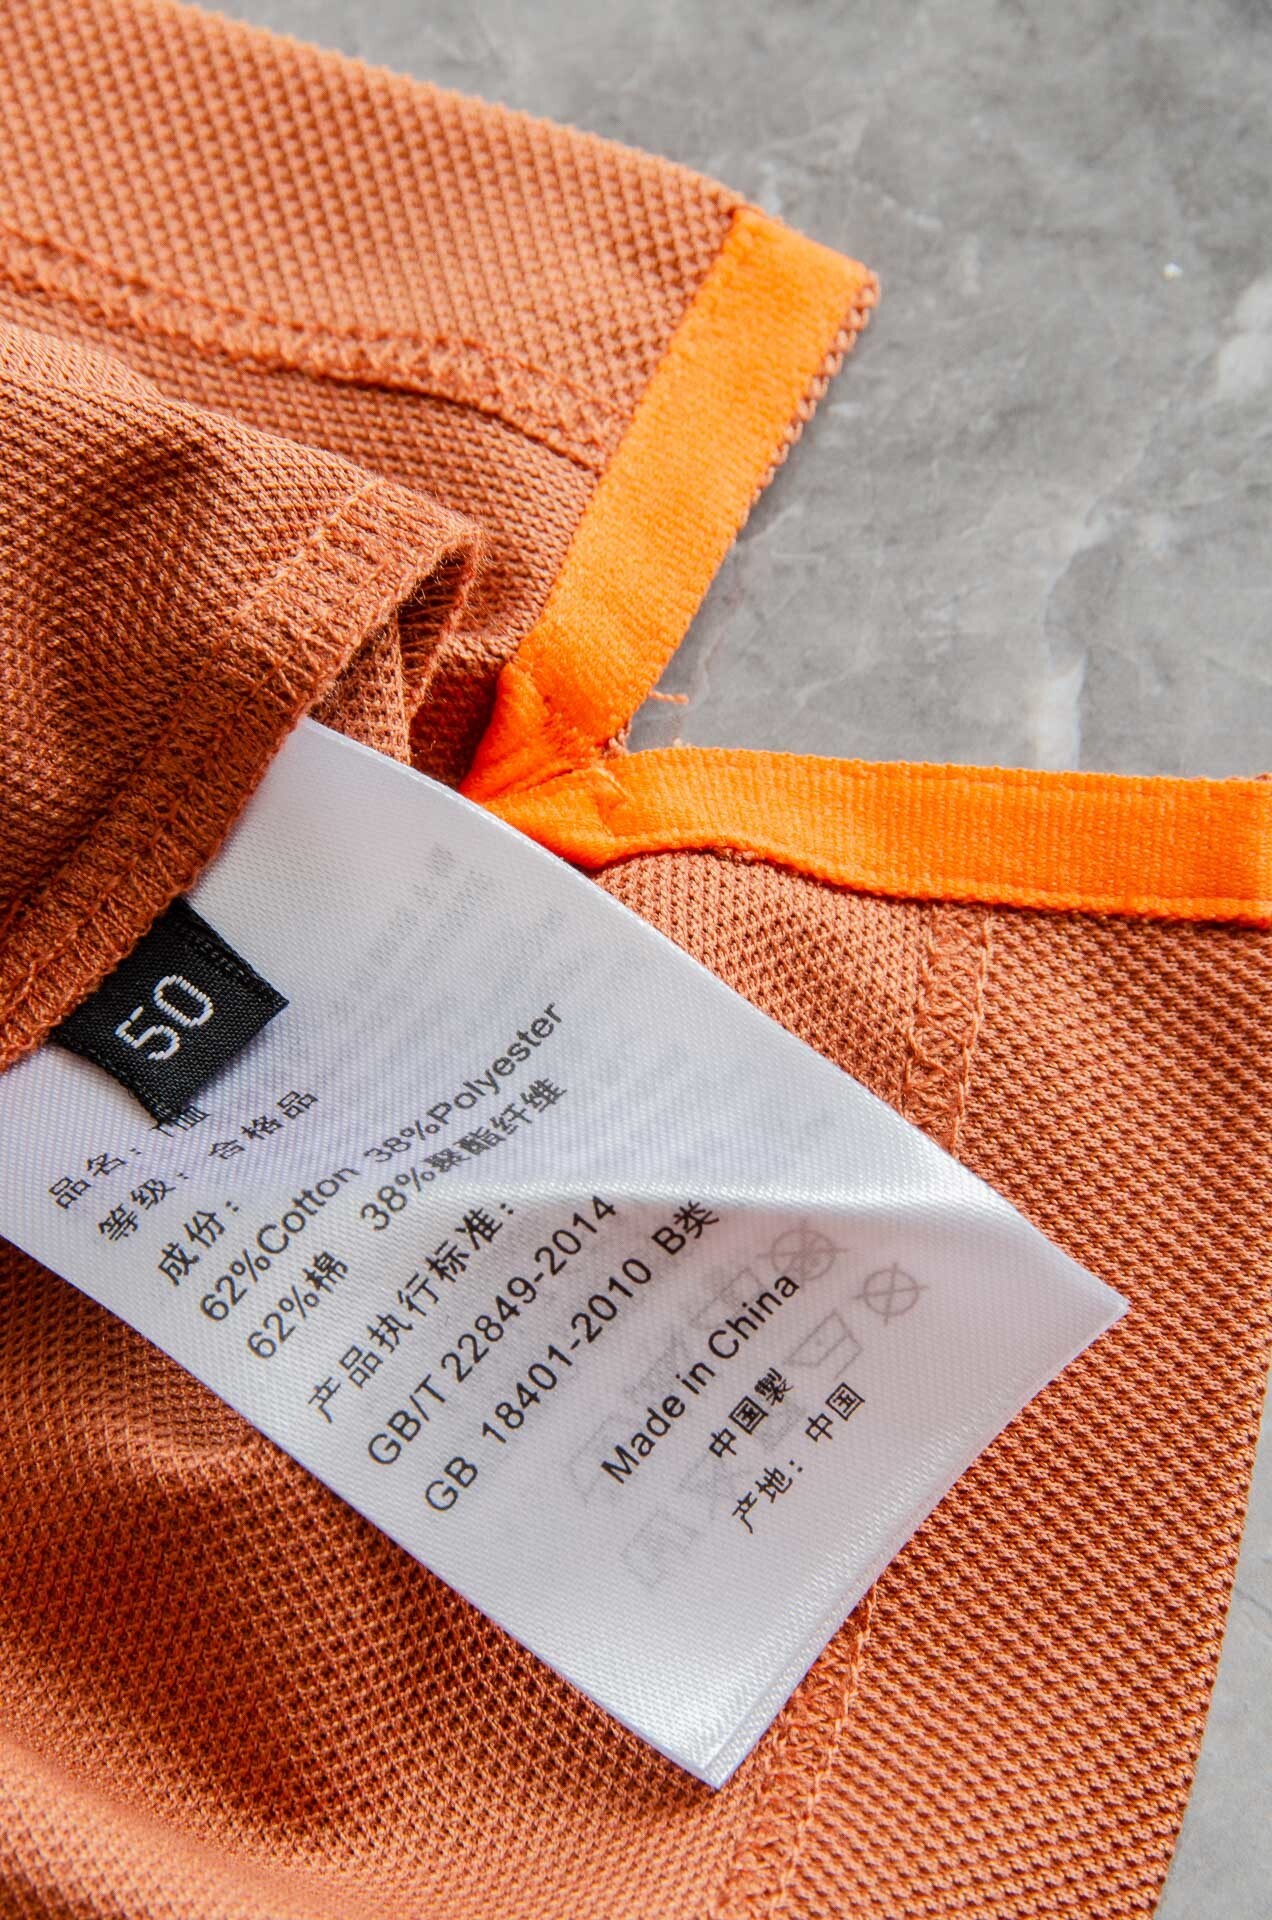 50
品名：T恤
等级：合格品
成份：
62%Cotton 38%Polyester
62%棉 38%聚酯纤维
产品执行标准：
GB/T 22849-2014
GB 18401-2010 B类
Made in China
中国製
产地：中国